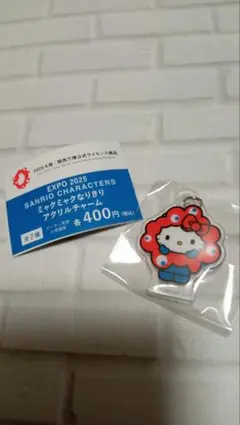 2025大阪・関西万博公式ライセンス商品
EXPO 2025
SANRIO CHARACTERS
ミャクミャクなりきり
アクリルチャーム
全7種
各400円(税込)